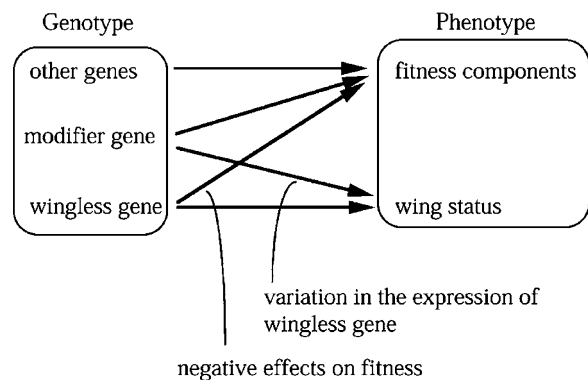 Genotype
Phenotype
other genes
fitness components
modifier gene
wingless gene
wing status
variation in the expression of
wingless gene
negative effects on fitness